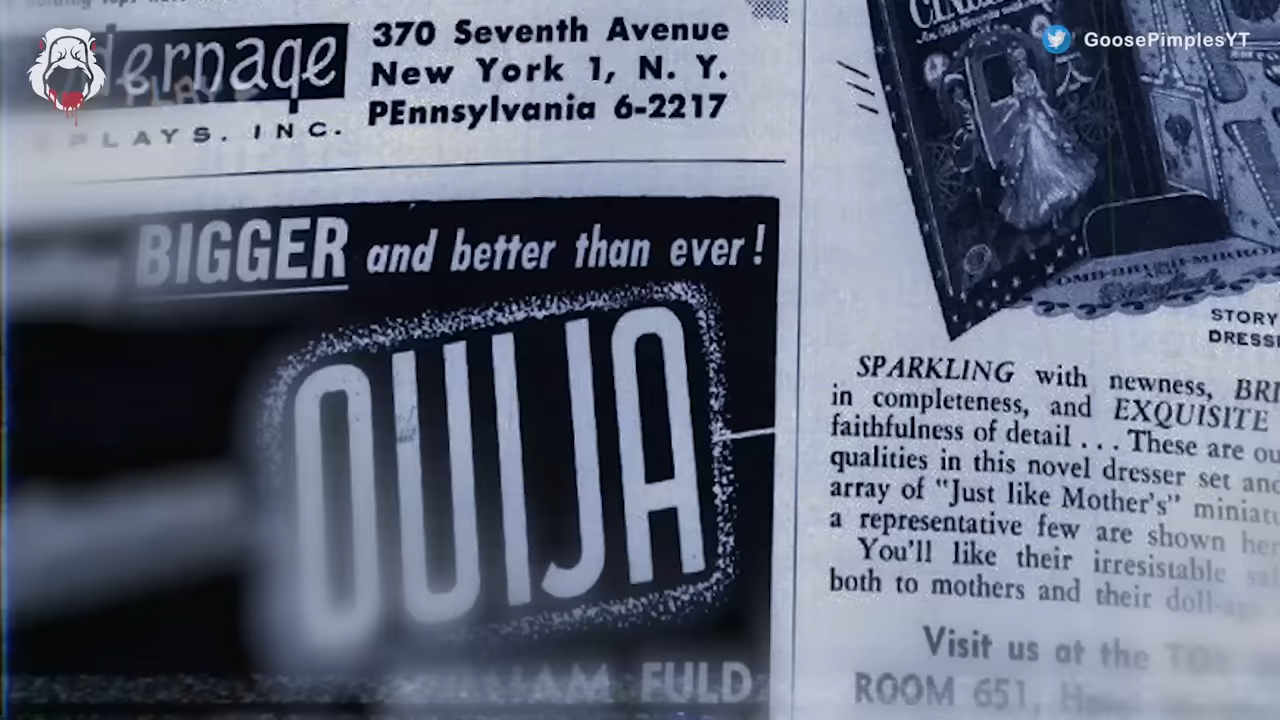 GoosePimplesYT
370 Seventh Avenue
New York 1, N. Y.
PEnnsylvania 6-2217
PLAYS, INC.
BIGGER and better than ever!
OUIJA
FULD
STORY
SPARKLING with newness,
in completeness, and EXQUISITE
faithfulness of detail ... These are
qualities in this novel dresser set and
array of "Just like Mother's"
a representative few are shown
You'll like their irresistible
both to mothers and their
Visit us at the
ROOM 651,